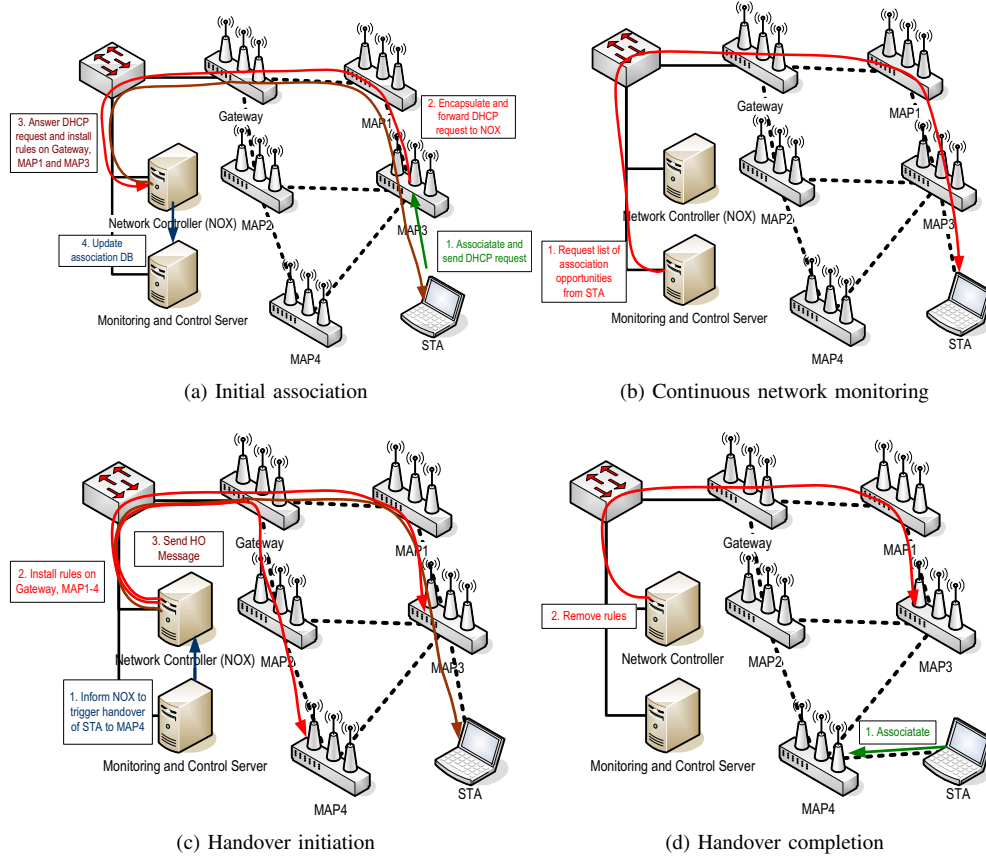 3. Answer DHCP
request and install
rules on Gateway,
MAP1 and MAP3
Gateway
MAP1
2. Encapsulate and
forward DHCP
request to NOX
Network Controller (NOX)
MAP2
MAP3
4. Update
association DB
1. Associatate and
send DHCP request
Monitoring and Control Server
MAP4
STA
(a) Initial association
Gateway
MAP1
Network Controller (NOX)
MAP2
MAP3
1. Request list of
association
opportunities
from STA
Monitoring and Control Server
MAP4
STA
(b) Continuous network monitoring
3. Send HO
Message
Gateway
MAP1
2. Install rules on
Gateway, MAP1-4
Network Controller (NOX)
MAP2
MAP3
1. Inform NOX to
trigger handover
of STA to MAP4
Monitoring and Control Server
MAP4
STA
(c) Handover initiation
Gateway
MAP1
2. Remove rules
Network Controller
MAP2
MAP3
1. Associatate
Monitoring and Control Server
MAP4
STA
(d) Handover completion